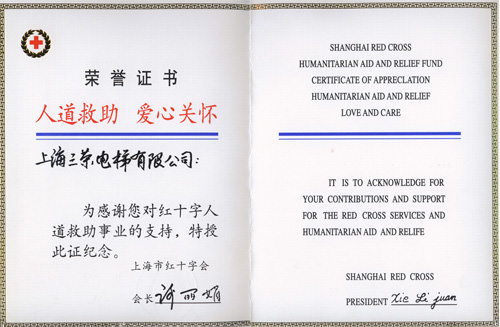 荣誉证书
人道救助 爱心关怀
上海三荣电梯有限公司:
为感谢您对红十字人
道救助事业的支持,特授
此证纪念。
上海市红十字会
会长
SHANGHAI RED CROSS
HUMANITARIAN AID AND RELIEF FUND
CERTIFICATE OF APPRECLATION
HUMANITARIAN AID AND RELIEF
LOVE AND CARE
IT IS TO ACKNOWLEDGE FOR
YOUR CONTRIBUTIONS AND SUPPORT
FOR THE RED CROSS SERVICES AND
HUMANITARIAN AID AND RELIFE
SHANGHAI RED CROSS
PRESIDENT Xie Li juan